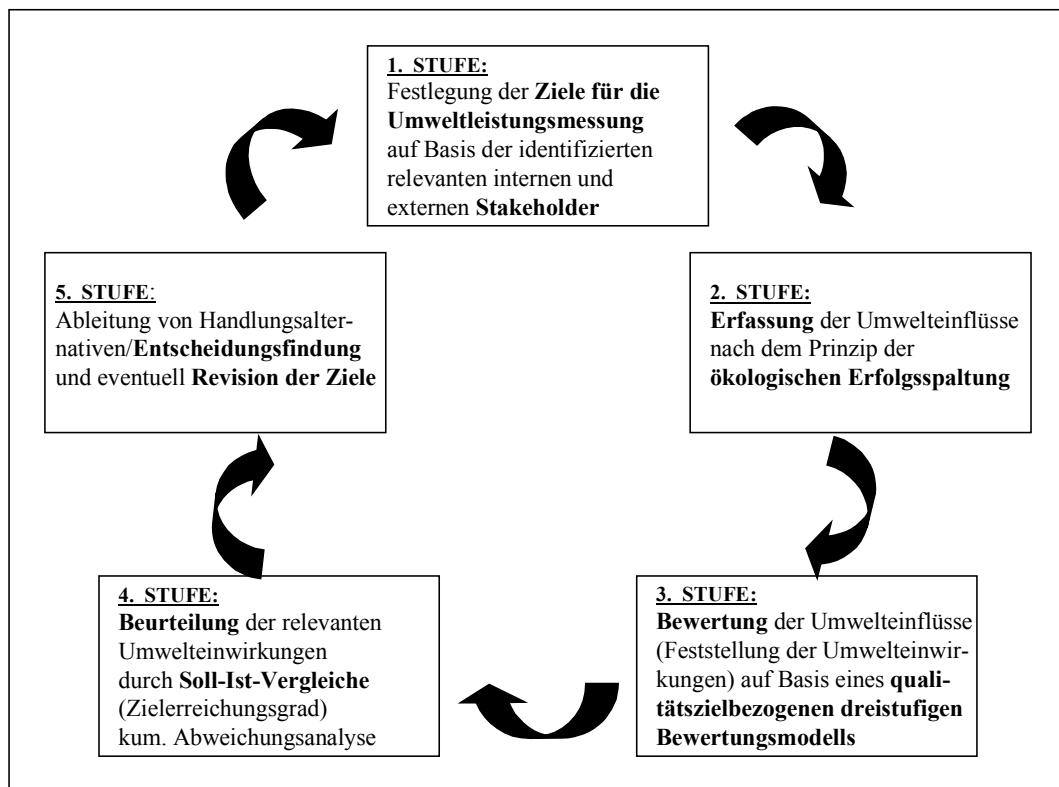 1. STUFE:
Festlegung der Ziele für die
Umweltleistungsmessung
auf Basis der identifizierten
relevanten internen und
externen Stakeholder
2. STUFE:
Erfassung der Umwelteinflüsse
nach dem Prinzip der
ökologischen Erfolgsspaltung
3. STUFE:
Bewertung der Umwelteinflüsse
(Feststellung der Umwelteinwir-
kungen) auf Basis eines quali-
tätszielbezogenen dreistufigen
Bewertungsmodells
4. STUFE:
Beurteilung der relevanten
Umwelteinwirkungen
durch Soll-Ist-Vergleiche
(Zielerreichungsgrad)
kum. Abweichungsanalyse
5. STUFE:
Ableitung von Handlungsalter-
nativen/Entscheidungsfindung
und eventuell Revision der Ziele